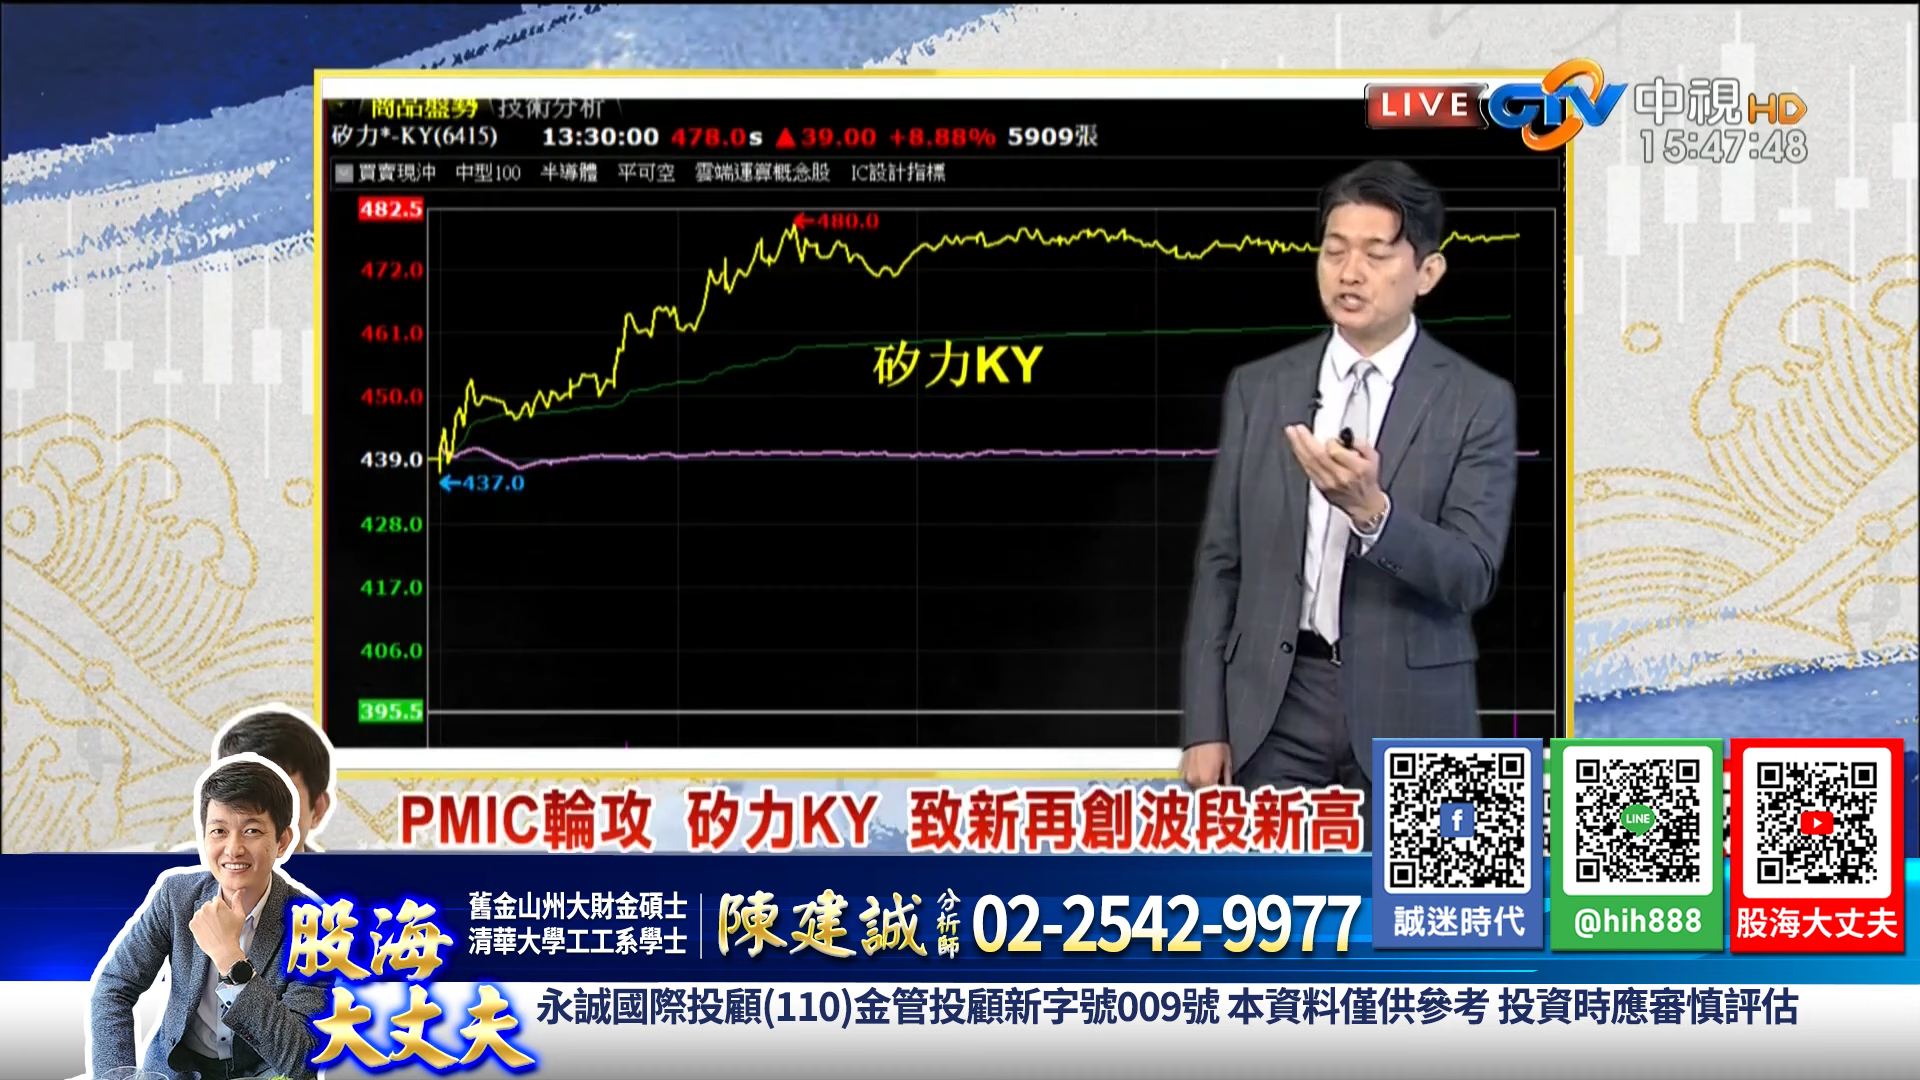 商品盤勢 技術分析
LIVE CTV 中視HD
15:47:48
矽力*-KY(6415) 13:30:00 478.0s ▲39.00 +8.88% 5909張
買賣現沖 中型100 半導體 平可空 雲端運算概念股 IC設計指標
482.5
←480.0
472.0
461.0
矽力KY
450.0
439.0
←437.0
428.0
417.0
406.0
395.5
PMIC輪攻 矽力KY 致新再創波段新高
股海大丈夫
舊金山州大財金碩士
清華大學工工系學士
陳建誠 分析師 02-2542-9977
誠迷時代
LINE
@hih888
股海大丈夫
永誠國際投顧(110)金管投顧新字號009號 本資料僅供參考 投資時應審慎評估